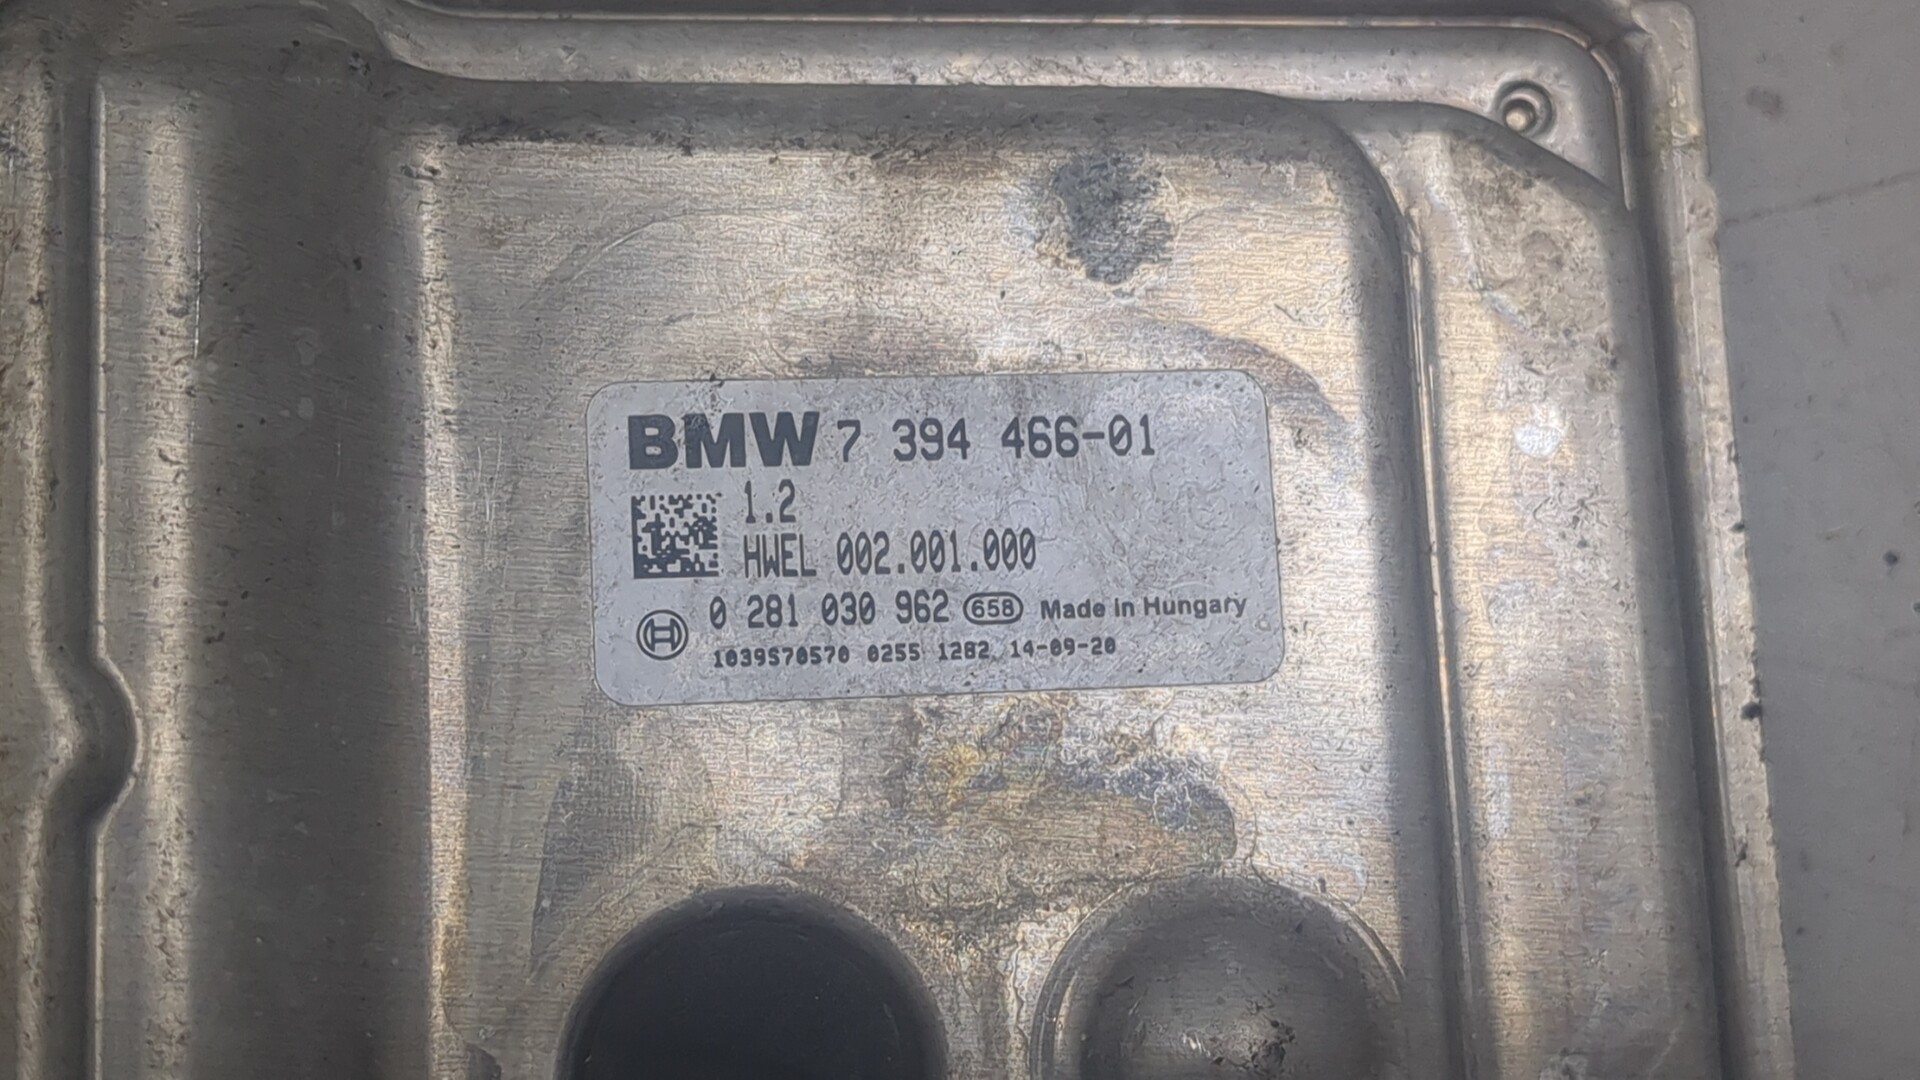 BMW 7 394 466-01
1.2
HWEL 002.001.000
0 281 030 962 658 Made in Hungary
1039S70570 0255 1282 14-09-20